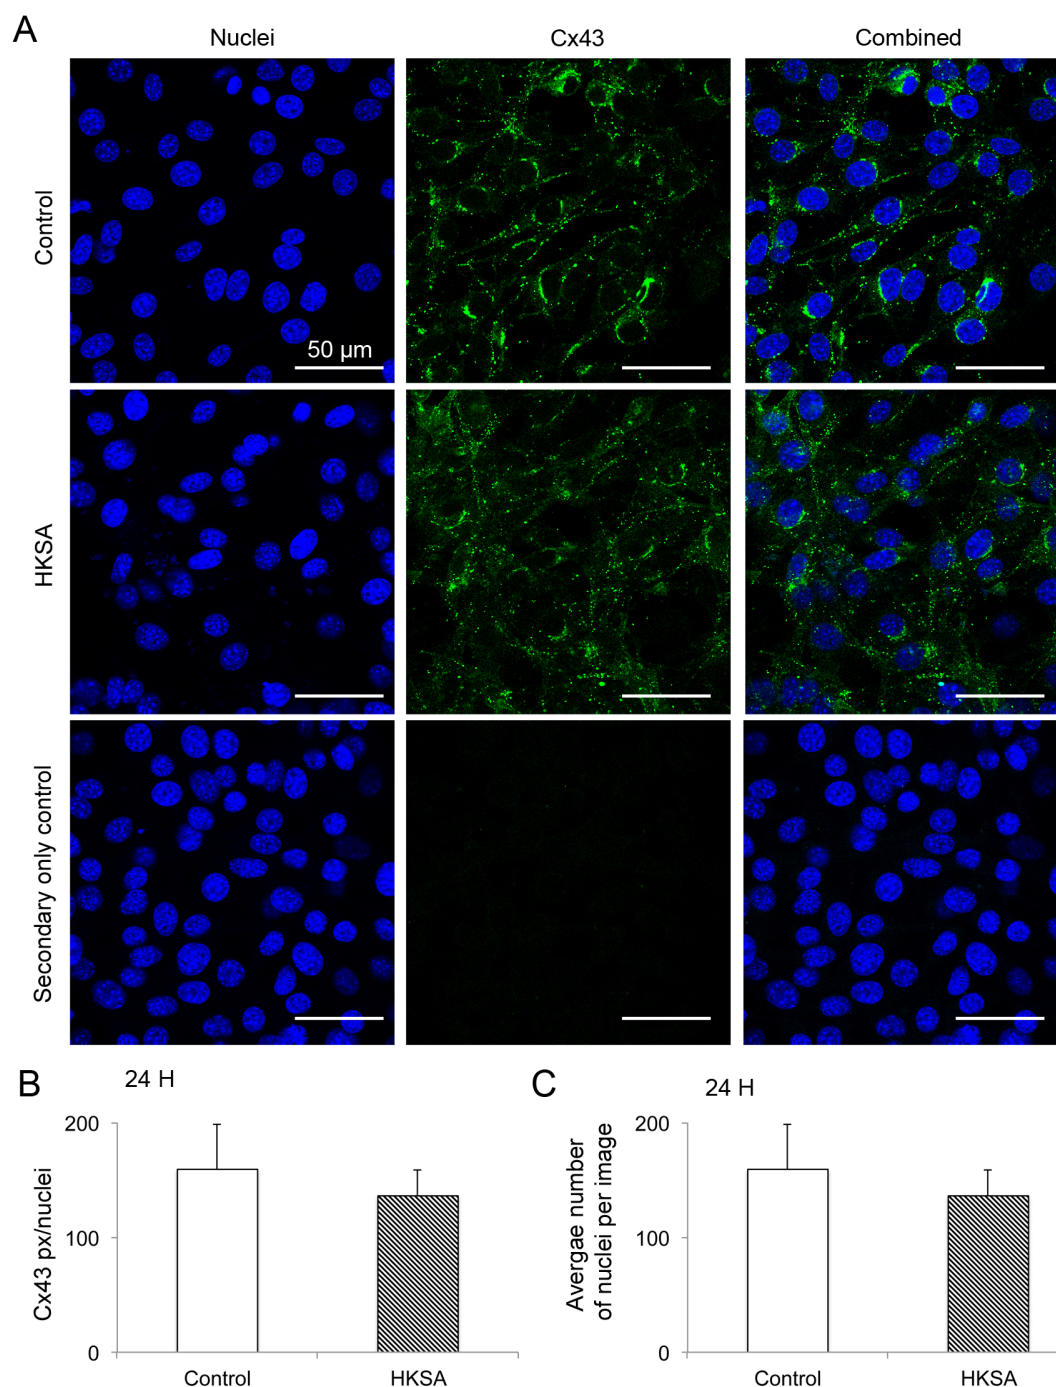 A
Nuclei
Cx43
Combined
Control
50 µm
HKSA
Secondary only control
B
24 H
Cx43 px/nuclei
200
100
0
Control
HKSA
C
24 H
Avergae number
of nuclei per image
200
100
0
Control
HKSA